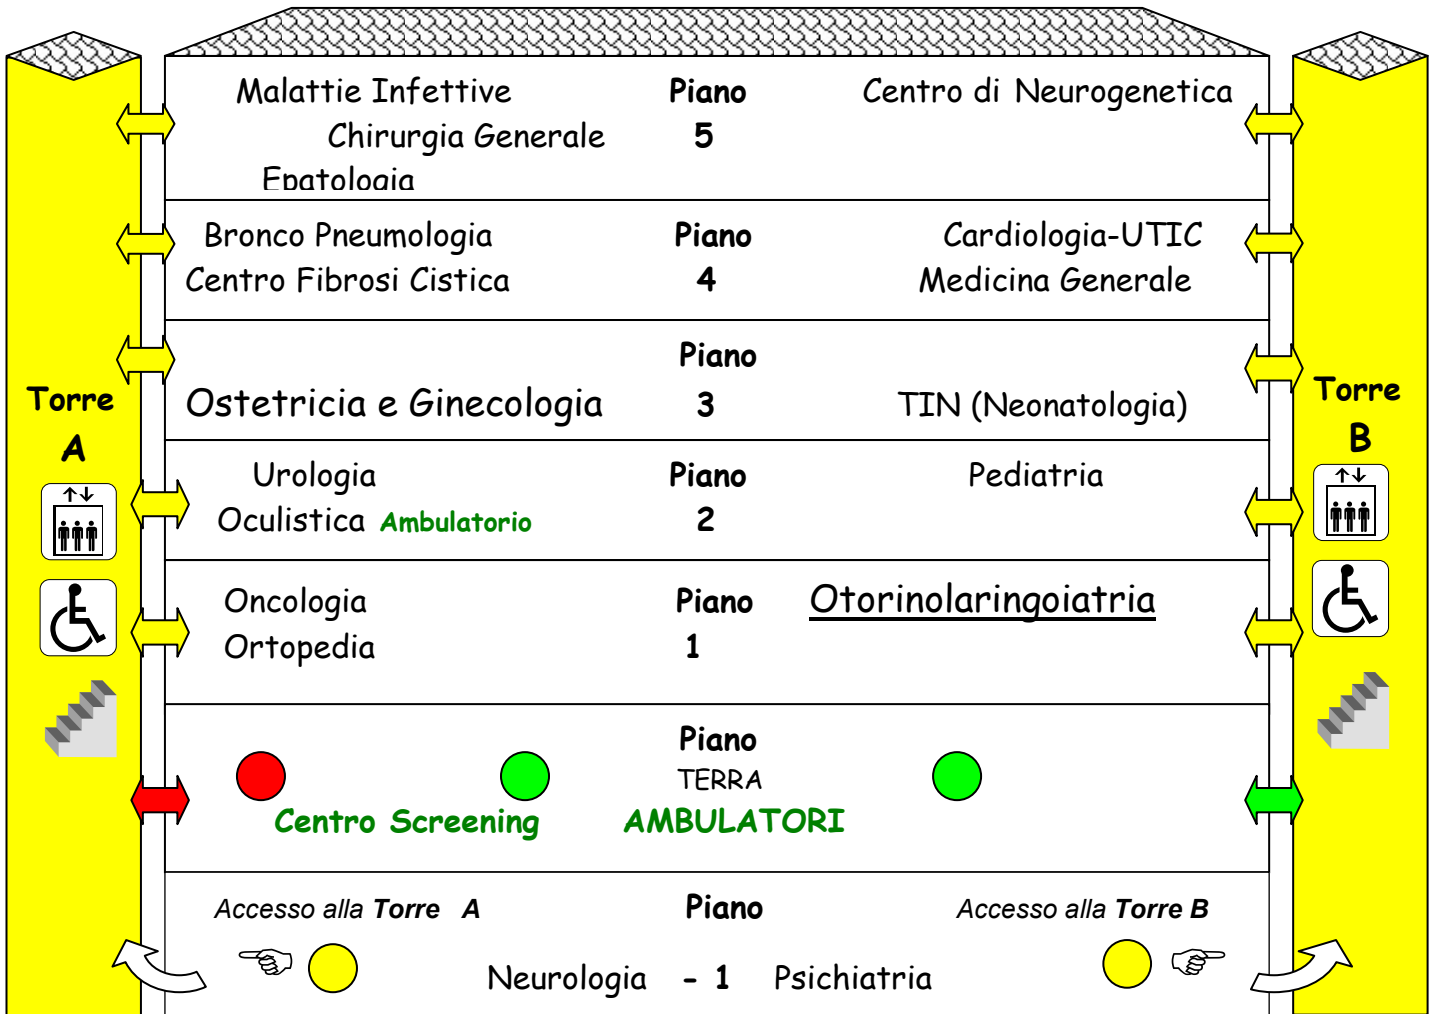 Malattie Infettive Piano Centro di Neurogenetica
Chirurgia Generale 5
Epatologia
Bronco Pneumologia Piano Cardiologia-UTIC
Centro Fibrosi Cistica 4 Medicina Generale
Piano
Ostetricia e Ginecologia 3 TIN (Neonatologia)
Torre
A
Torre
B
Urologia Piano Pediatria
Oculistica Ambulatorio 2
Oncologia Piano Otorinolaringoiatria
Ortopedia 1
Piano
TERRA
Centro Screening AMBULATORI
Accesso alla Torre A Piano Accesso alla Torre B
Neurologia - 1 Psichiatria